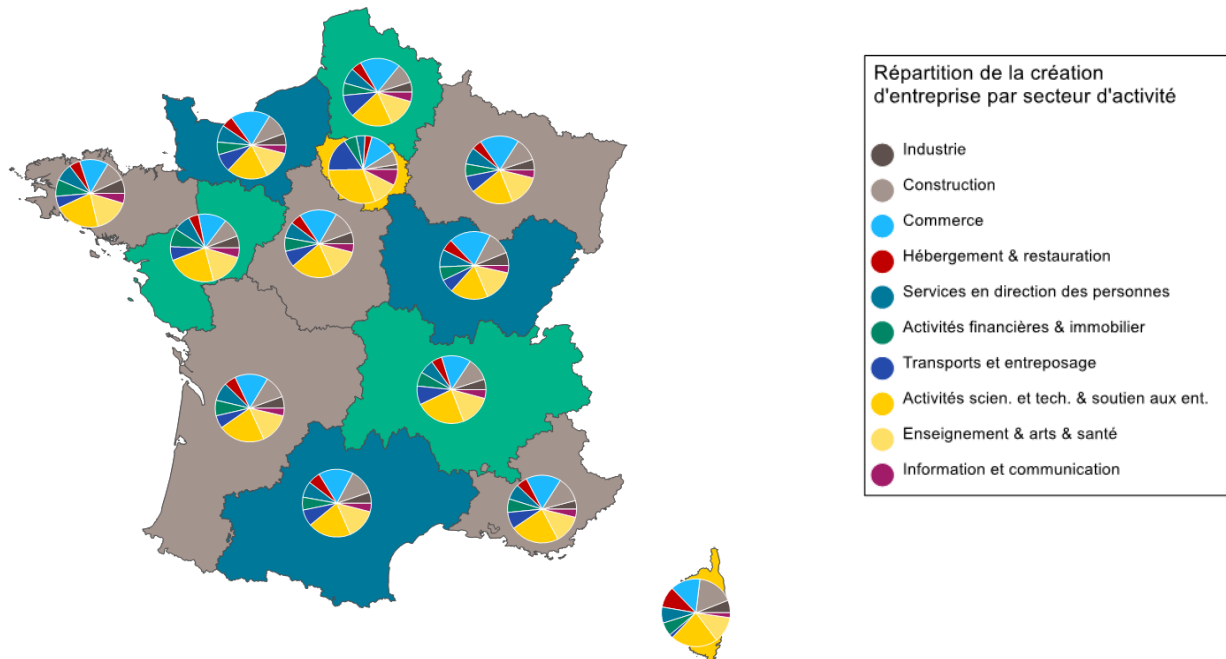 Répartition de la création
d'entreprise par secteur d'activité
Industrie
Construction
Commerce
Hébergement & restauration
Services en direction des personnes
Activités financières & immobilier
Transports et entreposage
Activités scien. et tech. & soutien aux ent.
Enseignement & arts & santé
Information et communication